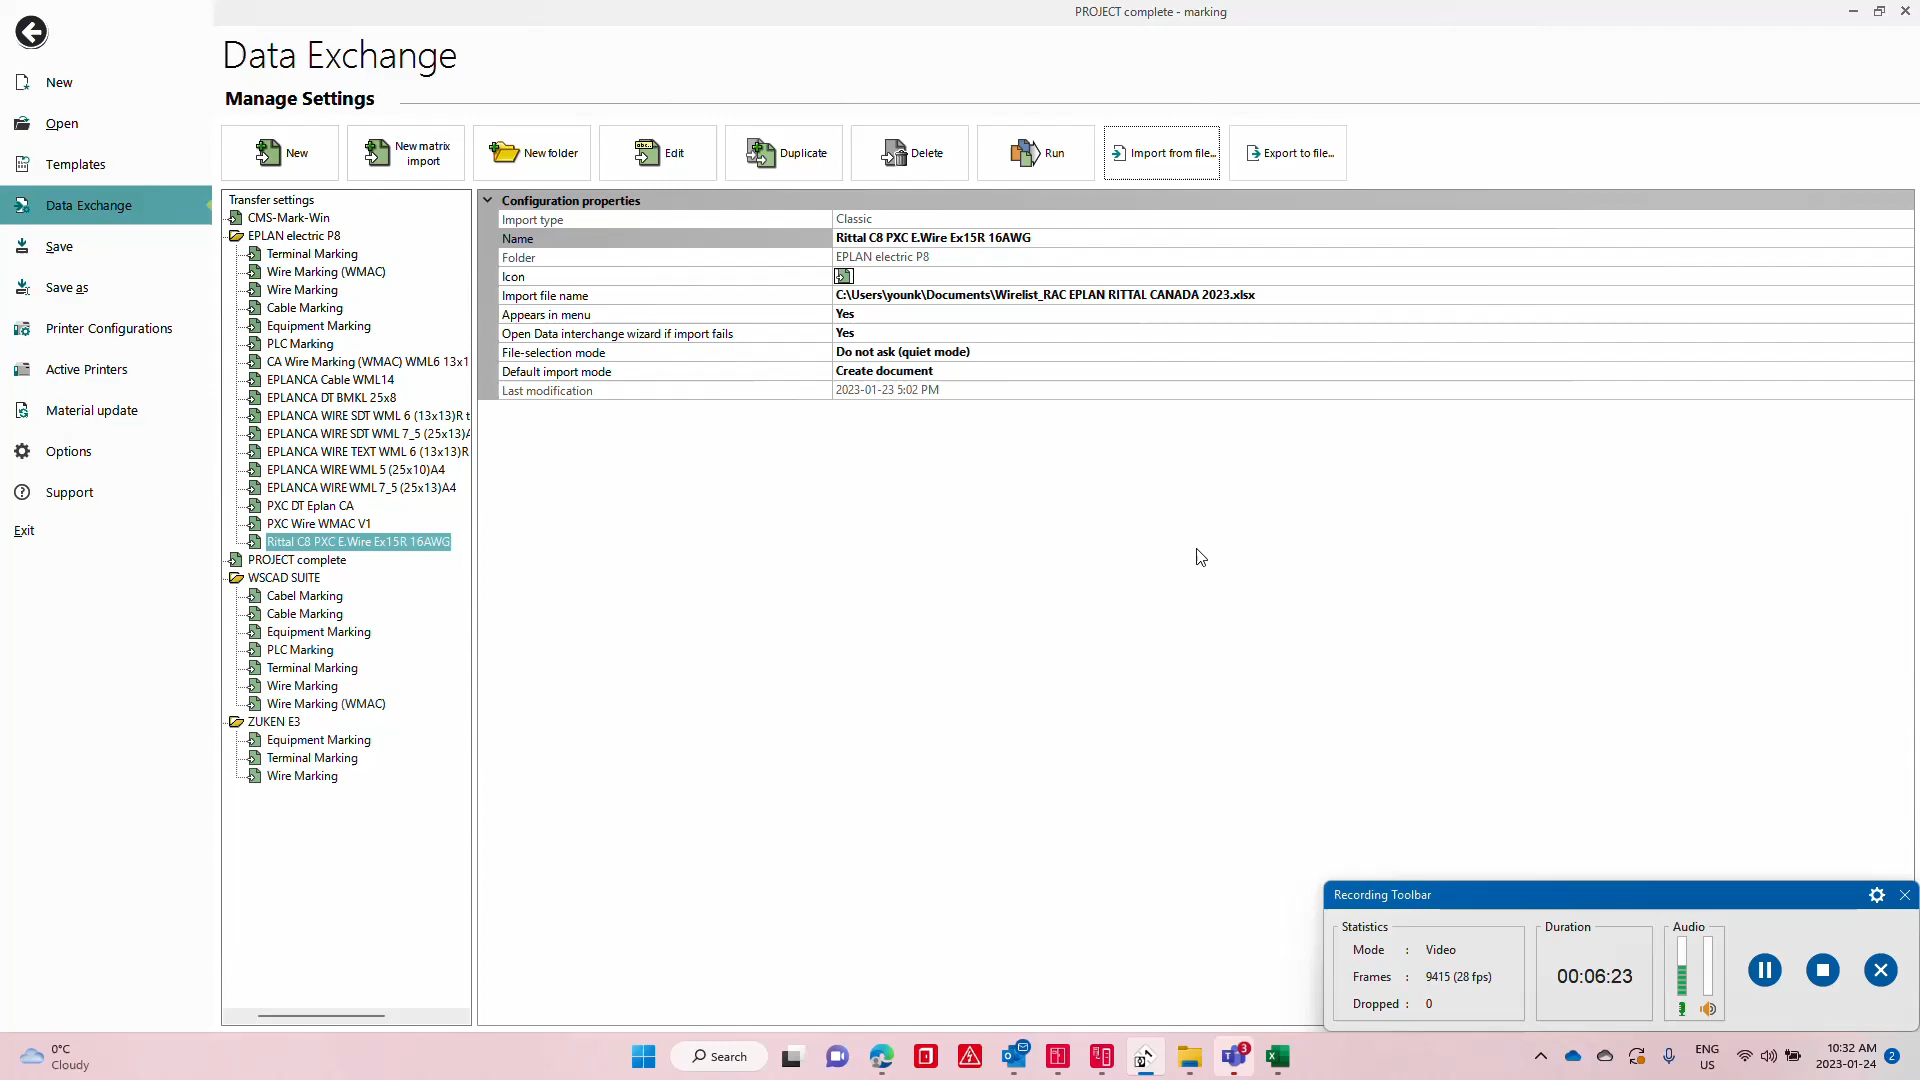 PROJECT complete - marking
Data Exchange
Manage Settings
New
Open
Templates
Data Exchange
Save
Save as
Printer Configurations
Active Printers
Material update
Options
Support
Exit
New
New matrix
import
New folder
Edit
Duplicate
Delete
Run
Import from file...
Export to file...
Transfer settings
CMS-Mark-Win
EPLAN electric P8
Terminal Marking
Wire Marking (WMAC)
Wire Marking
Cable Marking
Equipment Marking
PLC Marking
CA Wire Marking (WMAC) WML6 13x1
EPLANCA Cable WML14
EPLANCA DT BMKL 25x8
EPLANCA WIRE SDT WML 6 (13x13)R t
EPLANCA WIRE SDT WML 7_5 (25x13)A
EPLANCA WIRE TEXT WML 6 (13x13)R
EPLANCA WIRE WML 5 (25x10)A4
EPLANCA WIRE WML 7_5 (25x13)A4
PXC DT Eplan CA
PXC Wire WMAC V1
Rittal C8 PXC E.Wire Ex15R 16AWG
PROJECT complete
WSCAD SUITE
Cabel Marking
Cable Marking
Equipment Marking
PLC Marking
Terminal Marking
Wire Marking
Wire Marking (WMAC)
ZUKEN E3
Equipment Marking
Terminal Marking
Wire Marking
Configuration properties
Import type Classic
Name Rittal C8 PXC E.Wire Ex15R 16AWG
Folder EPLAN electric P8
Icon
Import file name C:\Users\younk\Documents\Wirelist_RAC EPLAN RITTAL CANADA 2023.xlsx
Appears in menu Yes
Open Data interchange wizard if import fails Yes
File-selection mode Do not ask (quiet mode)
Default import mode Create document
Last modification 2023-01-23 5:02 PM
Recording Toolbar
Statistics
Mode : Video
Frames : 9415 (28 fps)
Dropped : 0
Duration
00:06:23
Audio
0°C
Cloudy
Search
3
ENG
US
10:32 AM
2023-01-24
2